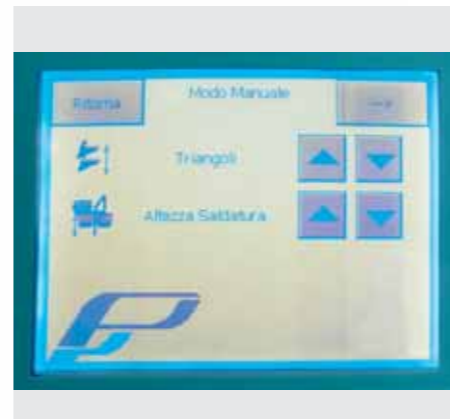 Ritorna
Modo Manuale
-->
Triangoli
Altezza Saldatura